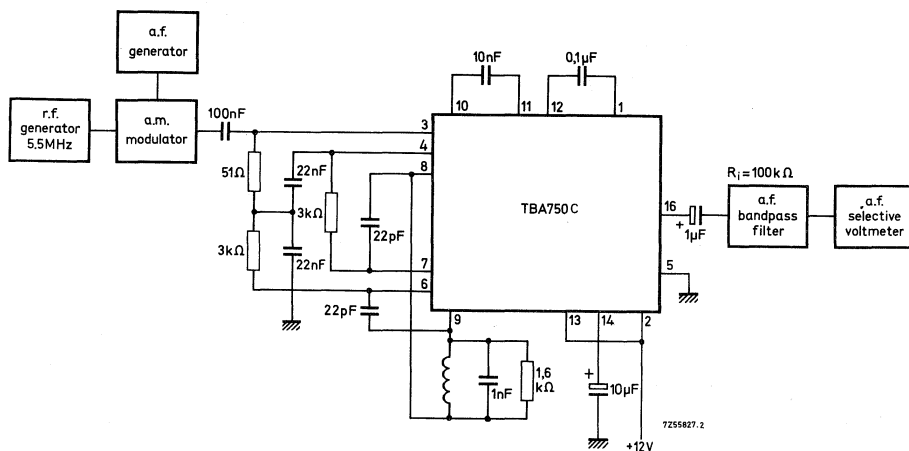 a.f.
generator
r.f.
generator
5.5MHz
a.m.
modulator
100nF
51Ω
3kΩ
22nF
22nF
3kΩ
22pF
22pF
10nF
0,1µF
10
11
12
1
3
4
8
7
6
9
13
14
2
16
5
TBA750C
1nF
1,6
kΩ
+
10µF
+12V
7Z55827.2
+
1µF
Ri=100kΩ
a.f.
bandpass
filter
a.f.
selective
voltmeter